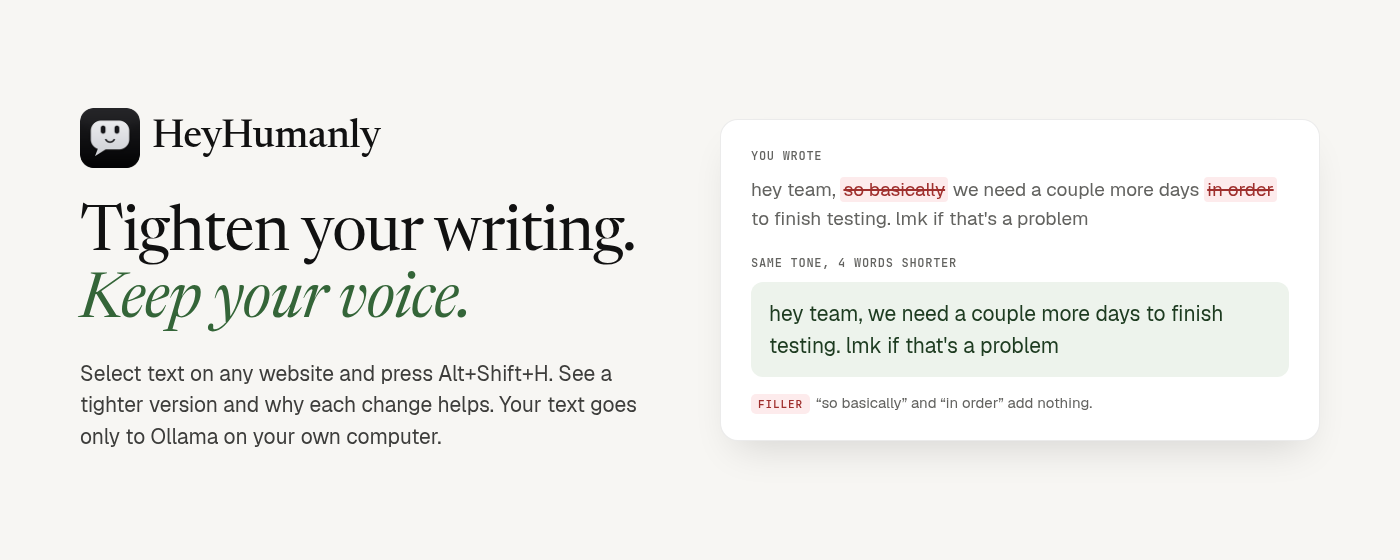 HeyHumanly
Tighten your writing.
Keep your voice.
Select text on any website and press Alt+Shift+H. See a
tighter version and why each change helps. Your text goes
only to Ollama on your own computer.
YOU WROTE
hey team, so basically we need a couple more days in order
to finish testing. lmk if that's a problem
SAME TONE, 4 WORDS SHORTER
hey team, we need a couple more days to finish
testing. lmk if that's a problem
FILLER “so basically” and “in order” add nothing.